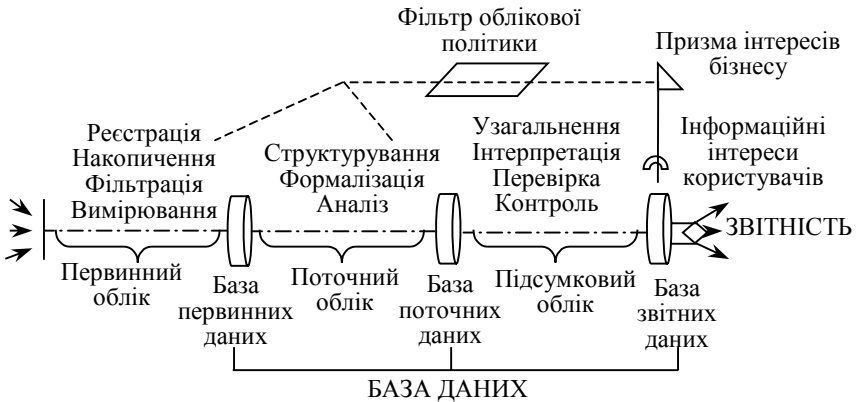 Фільтр облікової
політики
Призма інтересів
бізнесу
Реєстрація
Накопичення
Фільтрація
Вимірювання
Структурування
Формалізація
Аналіз
Узагальнення
Інтерпретація
Перевірка
Контроль
Інформаційні
інтереси
користувачів
ЗВІТНІСТЬ
Первинний
облік
База
первинних
даних
Поточний
облік
База
поточних
даних
Підсумковий
облік
База
звітних
даних
БАЗА ДАНИХ